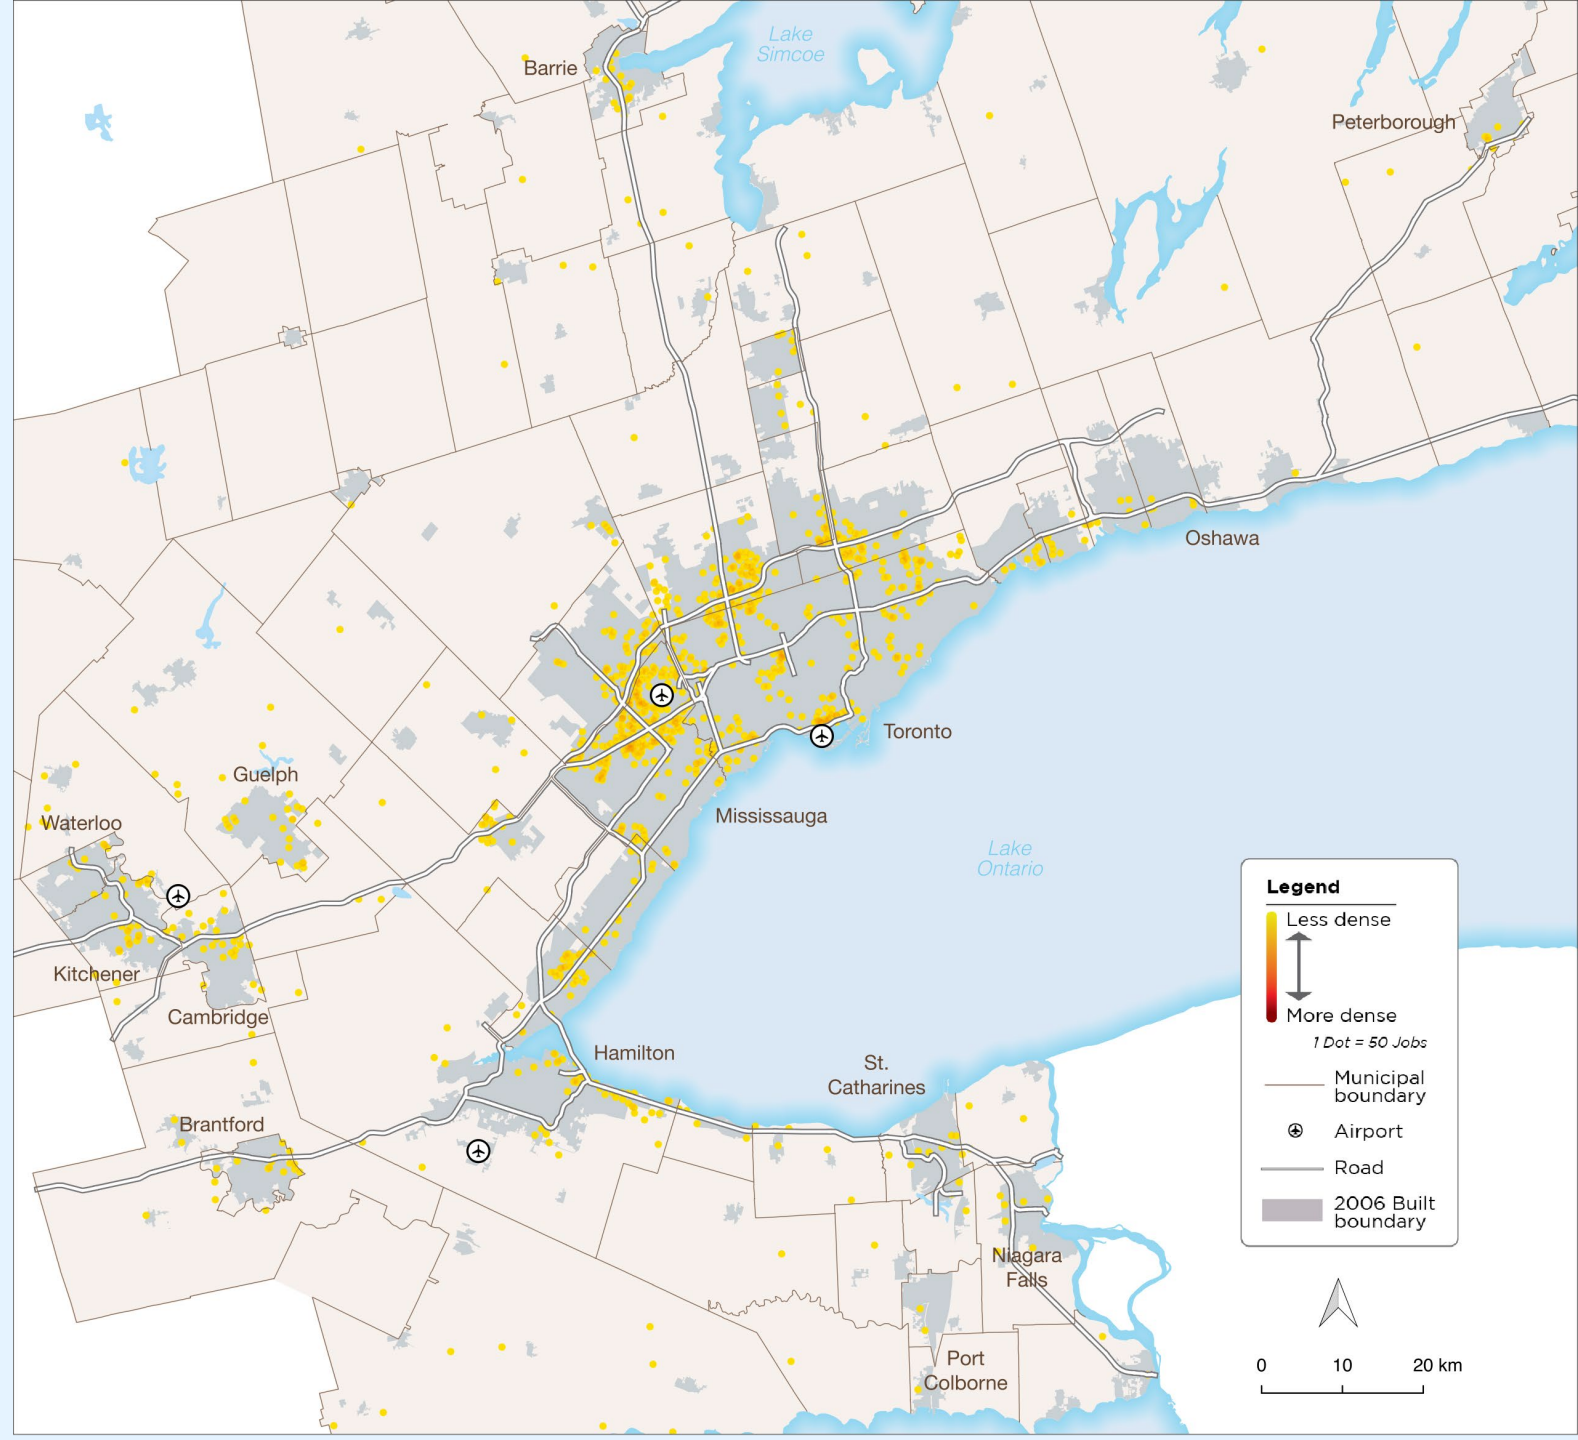 Lake
Simcoe
Barrie
Peterborough
Oshawa
Toronto
Guelph
Waterloo
Mississauga
Lake
Ontario
Kitchener
Cambridge
Hamilton
St.
Catharines
Brantford
Niagara
Falls
Port
Colborne
Legend
Less dense
More dense
1 Dot = 50 Jobs
Municipal
boundary
Airport
Road
2006 Built
boundary
0 10 20 km